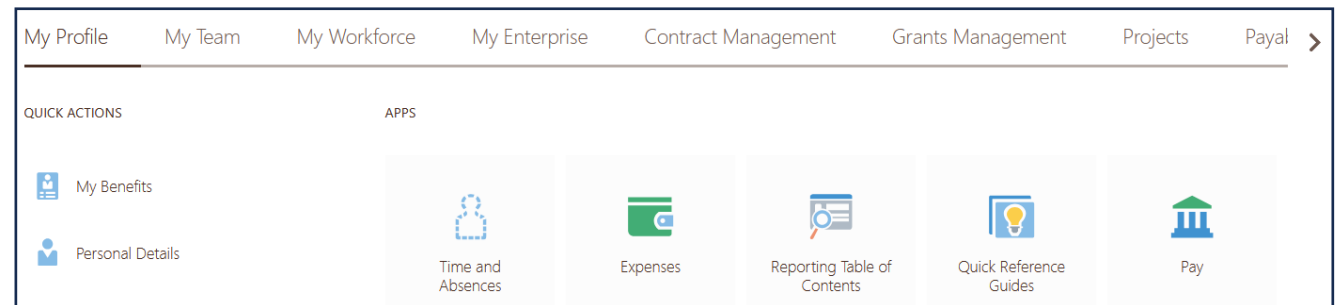 My Profile My Team My Workforce My Enterprise Contract Management Grants Management Projects
QUICK ACTIONS APPS
My Benefits
Personal Details
Time and Absences
Expenses
Reporting Table of
Contents
Quick Reference
Guides
Pay